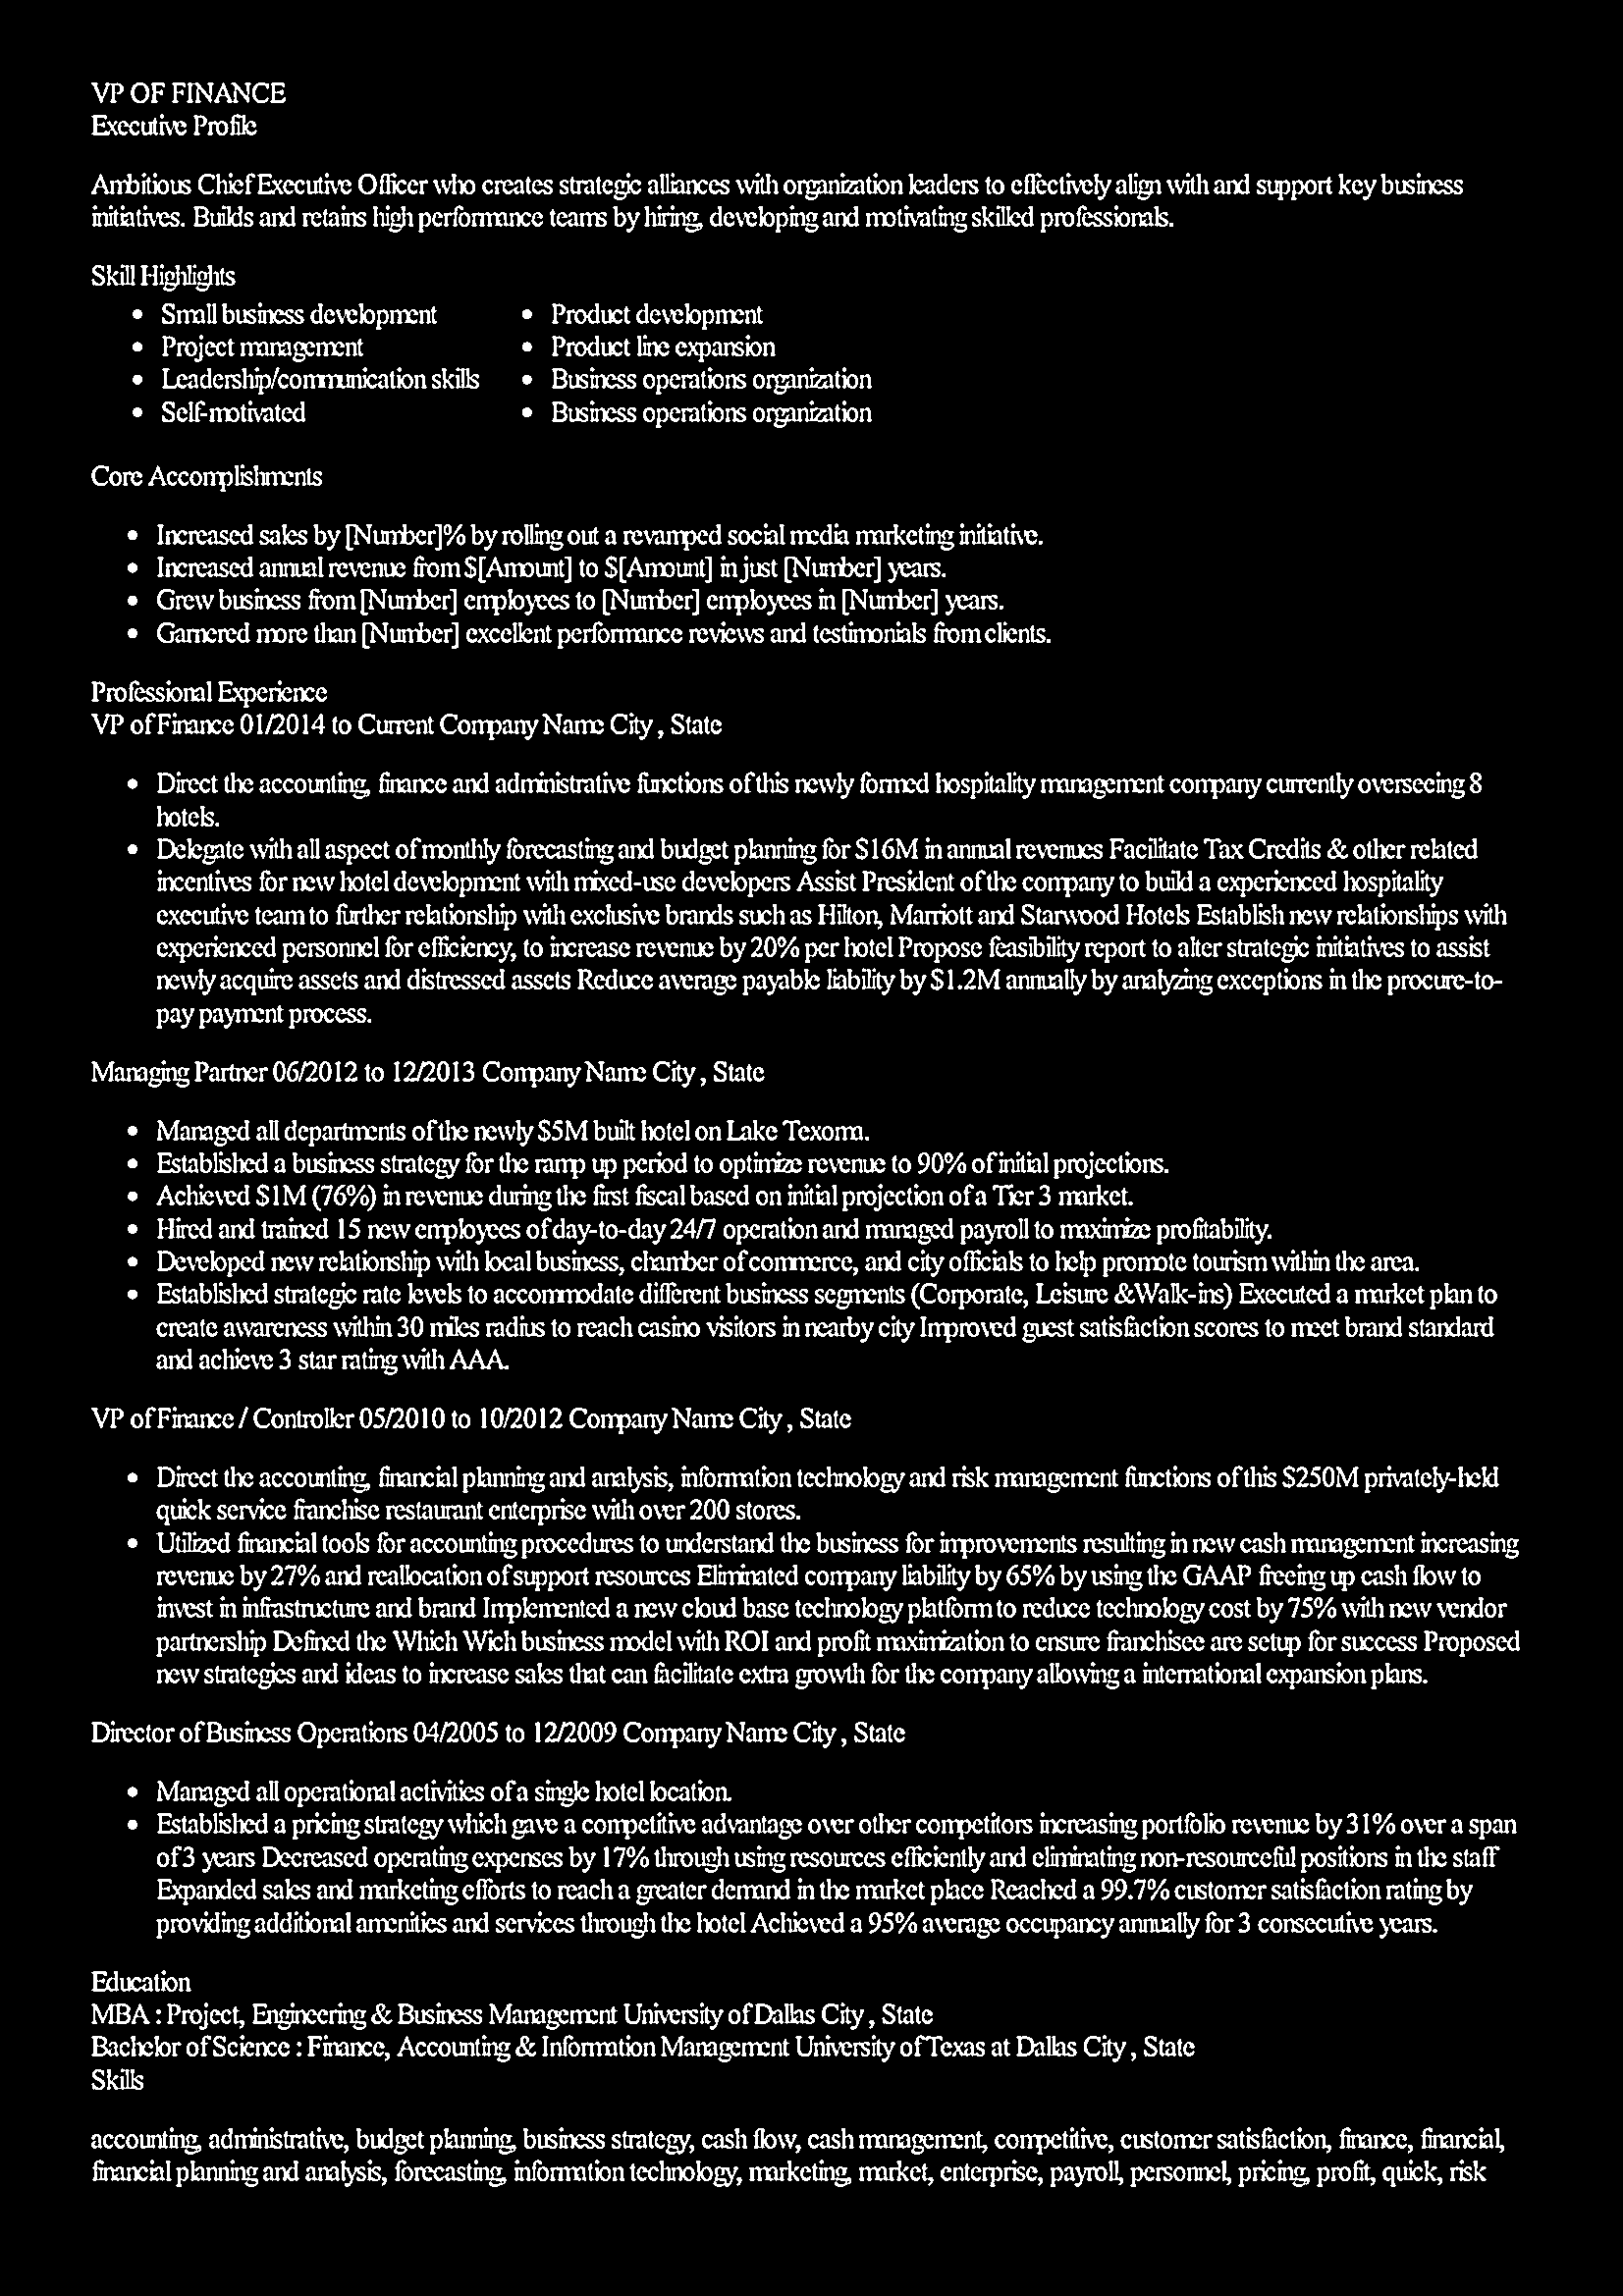 VP OF FINANCE
Executive Profile
Ambitious Chief Executive Officer who creates strategic alliances with organization leaders to effectively align with and support key business
initiatives. Builds and retains high performance teams by hiring, developing and motivating skilled professionals.
Skill Highlights
• Small business development
• Project management
• Leadership/communication skills
• Self-motivated
• Product development
• Product line expansion
• Business operations organization
• Business operations organization
Core Accomplishments
• Increased sales by [Number]% by rolling out a revamped social media marketing initiative.
• Increased annual revenue from $[Amount] to $[Amount] in just [Number] years.
• Grew business from [Number] employees to [Number] employees in [Number] years.
• Garnered more than [Number] excellent performance reviews and testimonials from clients.
Professional Experience
VP of Finance 01/2014 to Current Company Name City , State
• Direct the accounting, finance and administrative functions of this newly formed hospitality management company currently overseeing 8
hotels.
• Delegate with all aspect of monthly forecasting and budget planning for $16M in annual revenues Facilitate Tax Credits & other related
incentives for new hotel development with mixed-use developers Assist President of the company to build a experienced hospitality
executive team to further relationship with exclusive brands such as Hilton, Marriott and Starwood Hotels Establish new relationships with
experienced personnel for efficiency, to increase revenue by 20% per hotel Propose feasibility report to alter strategic initiatives to assist
newly acquire assets and distressed assets Reduce average payable liability by $1.2M annually by analyzing exceptions in the procure-to-
pay payment process.
Managing Partner 06/2012 to 12/2013 Company Name City , State
• Managed all departments of the newly $5M built hotel on Lake Texoma.
• Established a business strategy for the ramp up period to optimize revenue to 90% of initial projections.
• Achieved $1M (76%) in revenue during the first fiscal based on initial projection of a Tier 3 market.
• Hired and trained 15 new employees of day-to-day 24/7 operation and managed payroll to maximize profitability.
• Developed new relationship with local business, chamber of commerce, and city officials to help promote tourism within the area.
• Established strategic rate levels to accommodate different business segments (Corporate, Leisure &Walk-ins) Executed a market plan to
create awareness within 30 miles radius to reach casino visitors in nearby city Improved guest satisfaction scores to meet brand standard
and achieve 3 star rating with AAA.
VP of Finance / Controller 05/2010 to 10/2012 Company Name City , State
• Direct the accounting, financial planning and analysis, information technology and risk management functions of this $250M privately-held
quick service franchise restaurant enterprise with over 200 stores.
• Utilized financial tools for accounting procedures to understand the business for improvements resulting in new cash management increasing
revenue by 27% and reallocation of support resources Eliminated company liability by 65% by using the GAAP freeing up cash flow to
invest in infrastructure and brand Implemented a new cloud base technology platform to reduce technology cost by 75% with new vendor
partnership Defined the Which Wich business model with ROI and profit maximization to ensure franchisee are setup for success Proposed
new strategies and ideas to increase sales that can facilitate extra growth for the company allowing a international expansion plans.
Director of Business Operations 04/2005 to 12/2009 Company Name City , State
• Managed all operational activities of a single hotel location.
• Established a pricing strategy which gave a competitive advantage over other competitors increasing portfolio revenue by 31% over a span
of 3 years Decreased operating expenses by 17% through using resources efficiently and eliminating non-resourceful positions in the staff
Expanded sales and marketing efforts to reach a greater demand in the market place Reached a 99.7% customer satisfaction rating by
providing additional amenities and services through the hotel Achieved a 95% average occupancy annually for 3 consecutive years.
Education
MBA : Project, Engineering & Business Management University of Dallas City , State
Bachelor of Science : Finance, Accounting & Information Management University of Texas at Dallas City , State
Skills
accounting, administrative, budget planning, business strategy, cash flow, cash management, competitive, customer satisfaction, finance, financial,
financial planning and analysis, forecasting, information technology, marketing, market, enterprise, payroll, personnel, pricing, profit, quick, risk